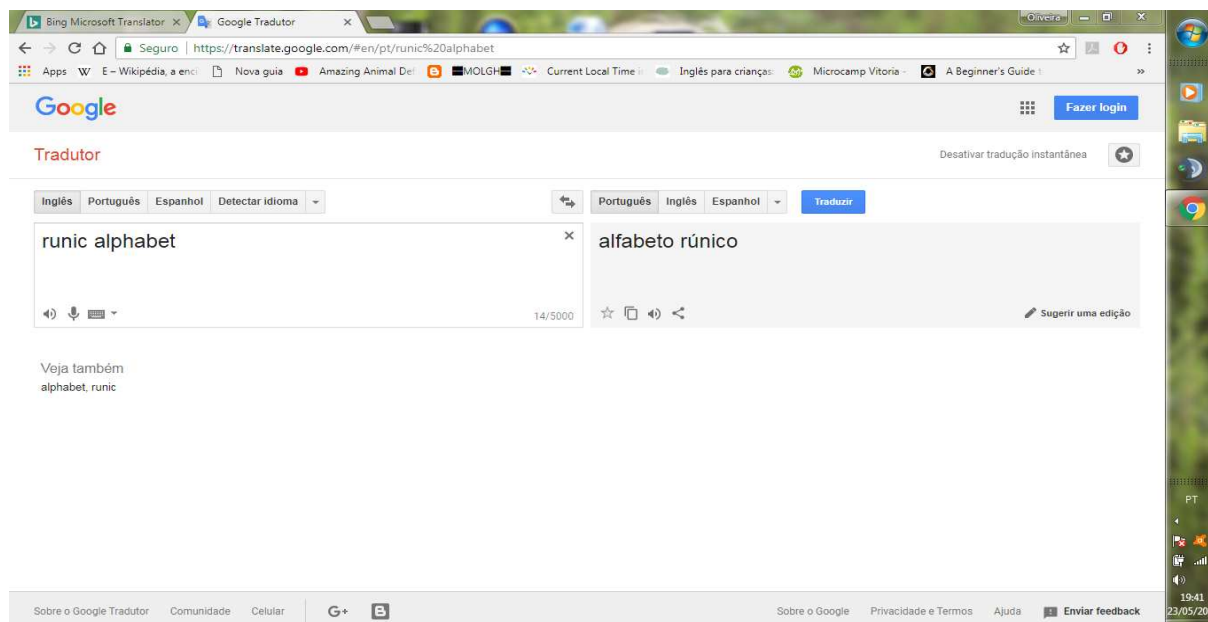 Bing Microsoft Translator
Google Tradutor
Oliveira
Seguro
https://translate.google.com/#en/pt/runic%20alphabet
Apps
W
E – Wikipédia, a enci
Nova guia
Amazing Animal Def
MOLGH
Current Local Time i
Inglês para crianças
Microcamp Vitoria -
A Beginner's Guide t
»
Google
Fazer login
Tradutor
Desativar tradução instantânea
Inglês Português Espanhol Detectar idioma
Português Inglês Espanhol
Traduzir
runic alphabet
alfabeto rúnico
14/5000
Sugerir uma edição
Veja também
alphabet, runic
PT
Sobre o Google Tradutor Comunidade Celular G+
Sobre o Google Privacidade e Termos Ajuda Enviar feedback
19:41
23/05/20